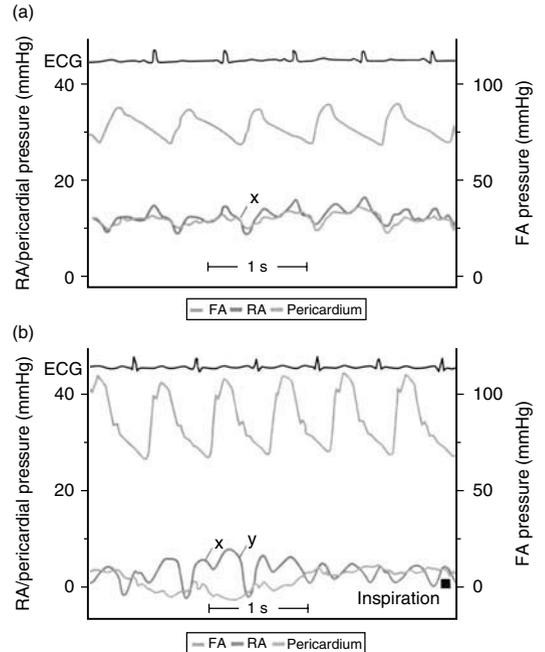 (a)
ECG
40
20
0
RA/pericardial pressure (mmHg)
100
50
0
FA pressure (mmHg)
x
1 s
FA RA Pericardium
(b)
ECG
40
20
0
RA/pericardial pressure (mmHg)
100
50
0
FA pressure (mmHg)
x y
Inspiration
1 s
FA RA Pericardium